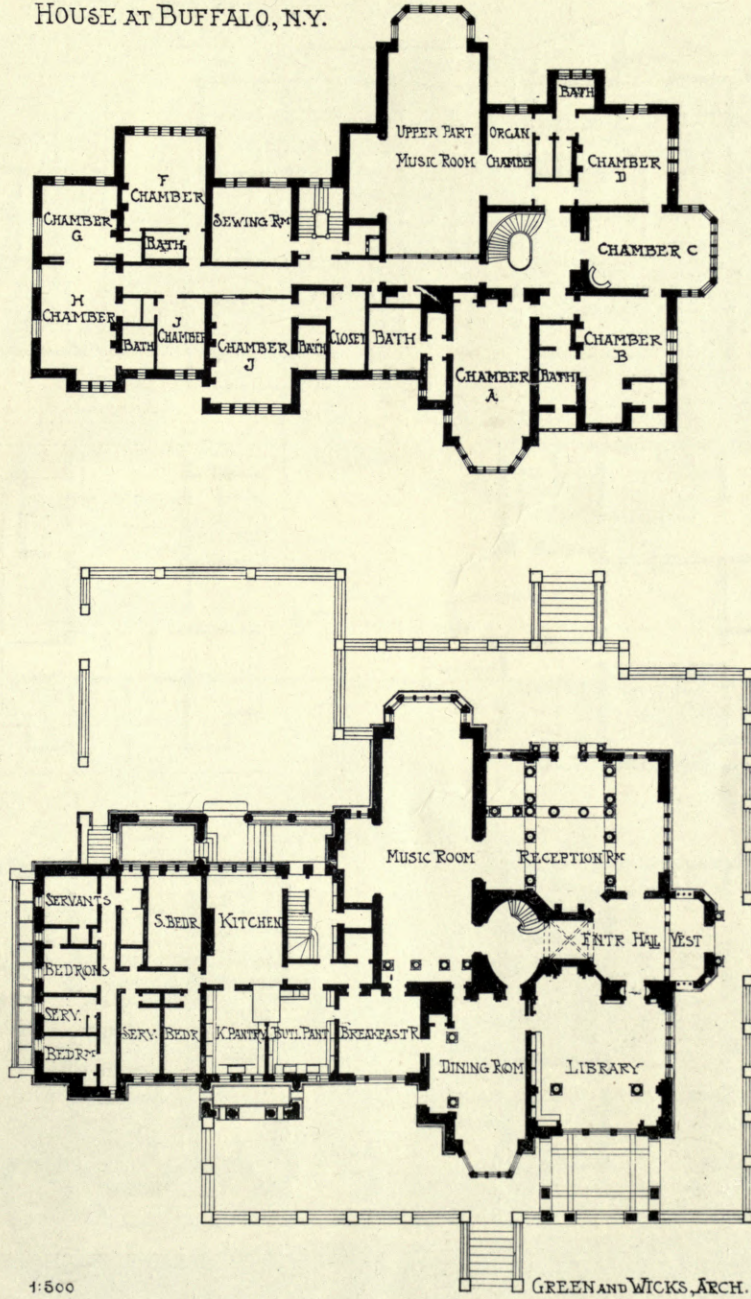 HOUSE AT BUFFALO, N.Y.
BATH
UPPER PART
MUSIC ROOM
ORGAN
CHAMBER
CHAMBER
D
F
CHAMBER
CHAMBER
G
SEWING RM
BATH
CHAMBER C
H
CHAMBER
J
CHAMBER
BATH
CHAMBER
J
BATH
CLOSET
BATH
CHAMBER
A
BATH
CHAMBER
B
MUSIC ROOM
RECEPTION RM
SERVANTS
S. BEDR
KITCHEN
ENTR HALL
VEST
BEDROMS
SERV.
BEDRM
SERV.
BEDR
K. PANTRY
BUTL. PANT.
BREAKFAST R.
DINING ROOM
LIBRARY
1:500
GREEN AND WICKS, ARCH.